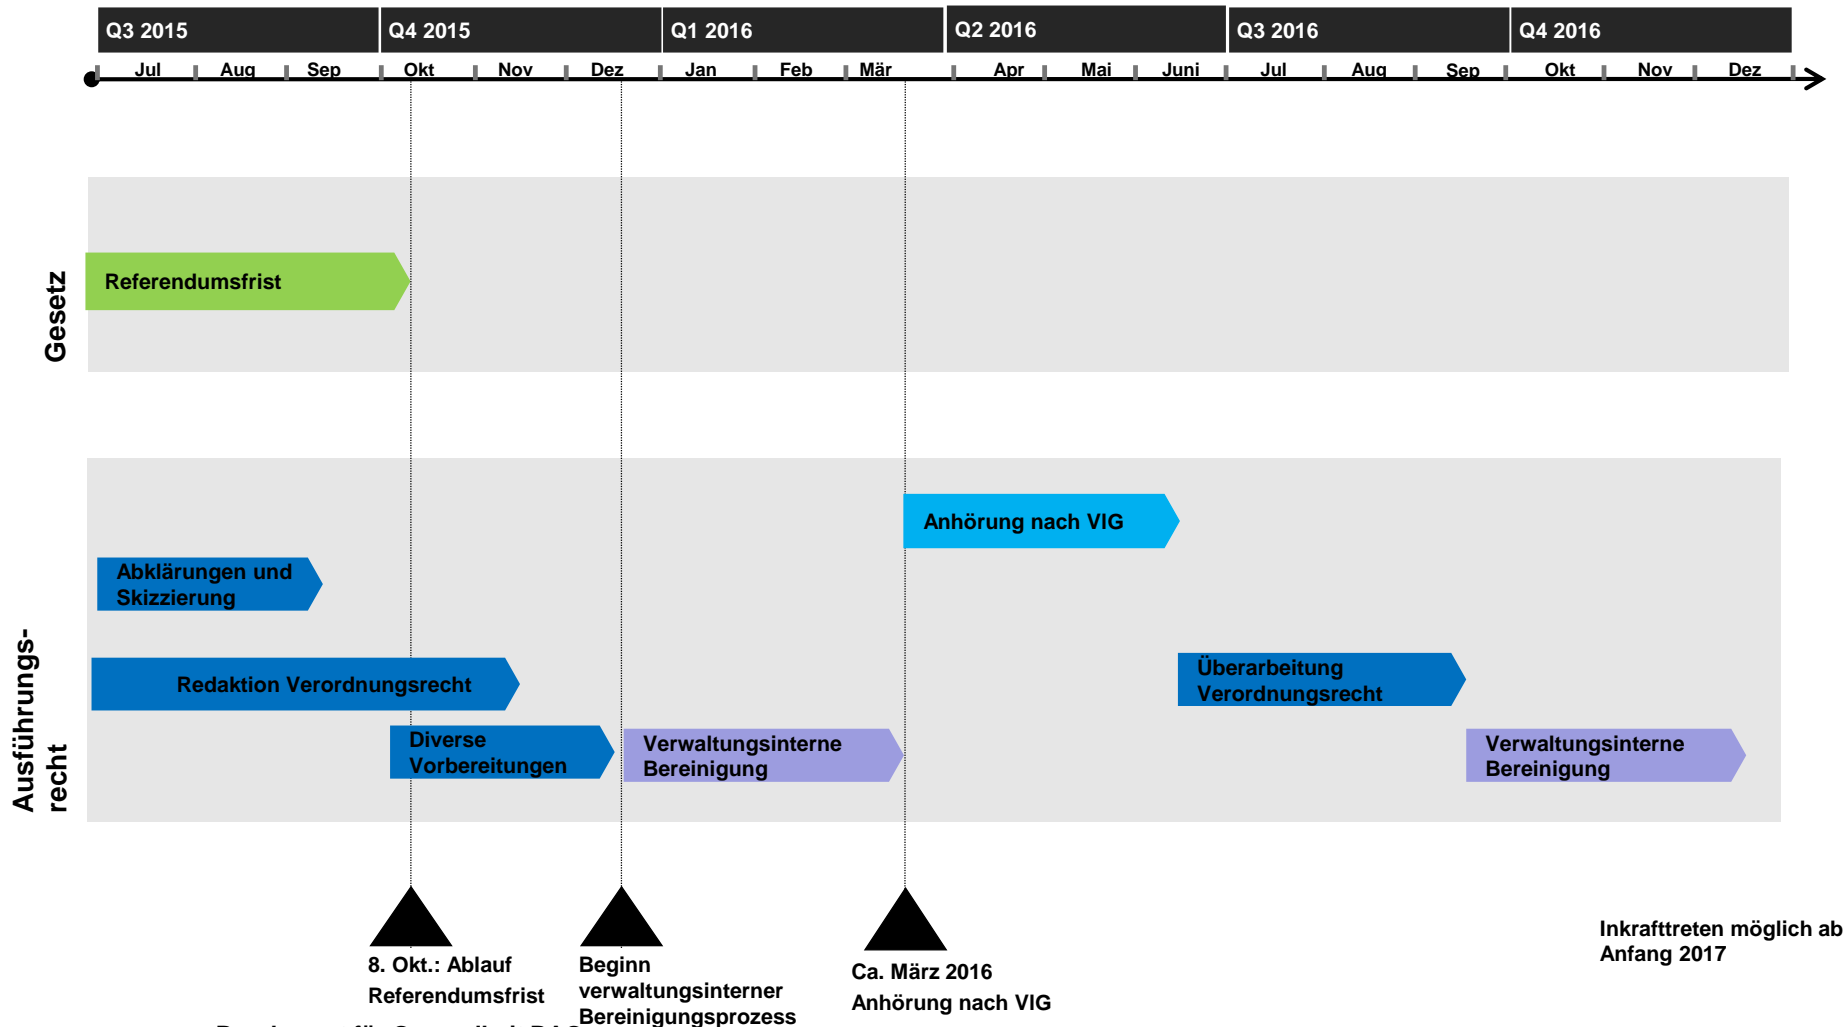 Q3 2015
Q4 2015
Q1 2016
Q2 2016
Q3 2016
Q4 2016
Jul
Aug
Sep
Okt
Nov
Dez
Jan
Feb
Mär
Apr
Mai
Juni
Jul
Aug
Sep
Okt
Nov
Dez
Gesetz
Referendumsfrist
Ausführungs-
recht
Anhörung nach VIG
Abklärungen und
Skizzierung
Redaktion Verordnungsrecht
Überarbeitung
Verordnungsrecht
Diverse
Vorbereitungen
Verwaltungsinterne
Bereinigung
Verwaltungsinterne
Bereinigung
8. Okt.: Ablauf
Referendumsfrist
Beginn
verwaltungsinterner
Bereinigungsprozess
Ca. März 2016
Anhörung nach VIG
Inkrafttreten möglich ab
Anfang 2017